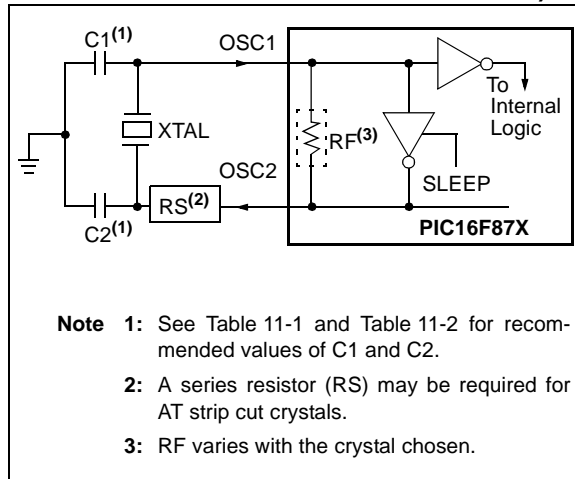 C1(1)
OSC1
To
Internal
Logic
XTAL
RF(3)
OSC2
SLEEP
RS(2)
C2(1)
PIC16F87X
Note 1: See Table 11-1 and Table 11-2 for recom-
mended values of C1 and C2.
2: A series resistor (RS) may be required for
AT strip cut crystals.
3: RF varies with the crystal chosen.